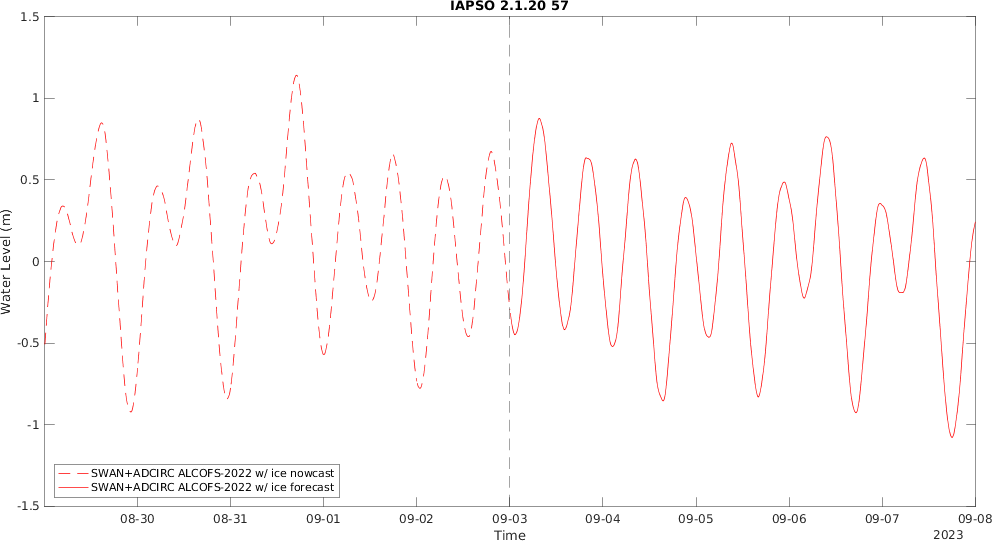 IAPSO 2.1.20 57
1.5
1
0.5
0
-0.5
-1
-1.5
Water Level (m)
SWAN+ADCIRC ALCOFS-2022 w/ ice nowcast
SWAN+ADCIRC ALCOFS-2022 w/ ice forecast
08-30 08-31 09-01 09-02 09-03 09-04 09-05 09-06 09-07 09-08
Time
2023